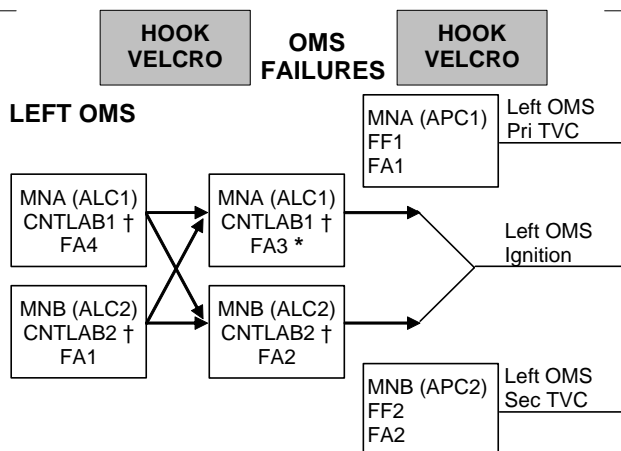 HOOK
VELCRO
OMS
FAILURES
HOOK
VELCRO
LEFT OMS
MNA (APC1)
FF1
FA1
Left OMS
Pri TVC
MNA (ALC1)
CNTLAB1 †
FA4
MNA (ALC1)
CNTLAB1 †
FA3 *
Left OMS
Ignition
MNB (ALC2)
CNTLAB2 †
FA1
MNB (ALC2)
CNTLAB2 †
FA2
MNB (APC2)
FF2
FA2
Left OMS
Sec TVC